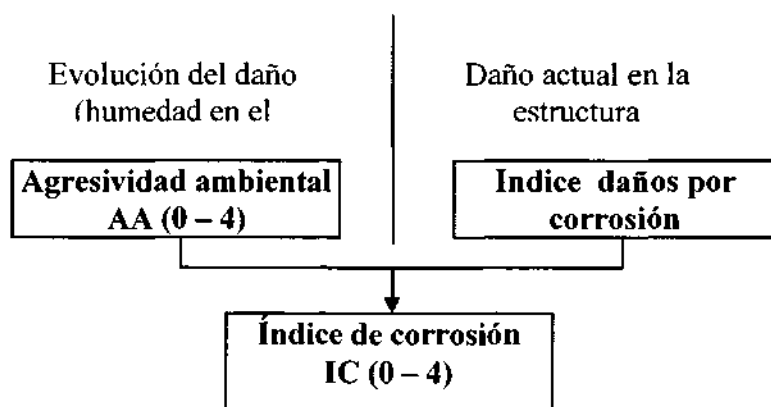 Evolución del daño
(humedad en el
Daño actual en la
estructura
Agresividad ambiental
AA (0 – 4)
Indice daños por
corrosión
Índice de corrosión
IC (0 – 4)